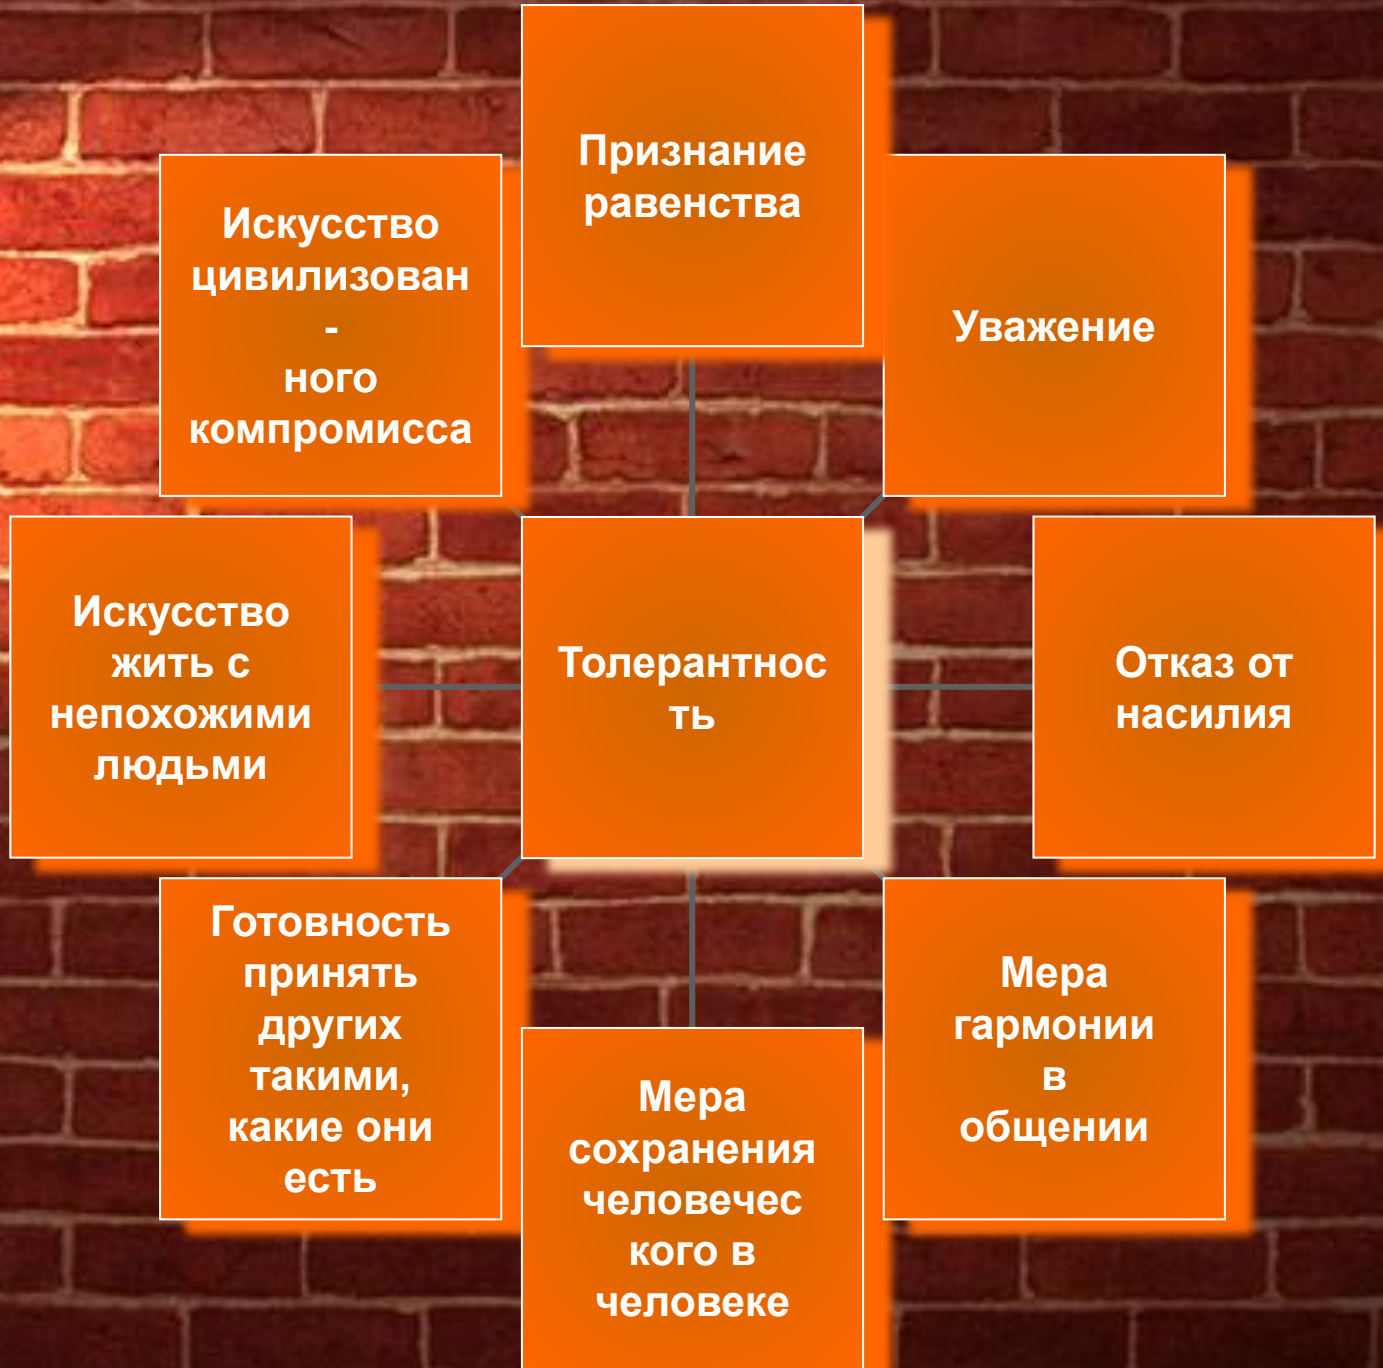 Признание
равенства
Искусство
цивилизован
-
ного
компромисса
Уважение
Искусство
жить с
непохожими
людьми
Толерантнос
ть
Отказ от
насилия
Готовность
принять
других
такими,
какие они
есть
Мера
гармонии
в
общении
Мера
сохранения
человечес
кого в
человеке